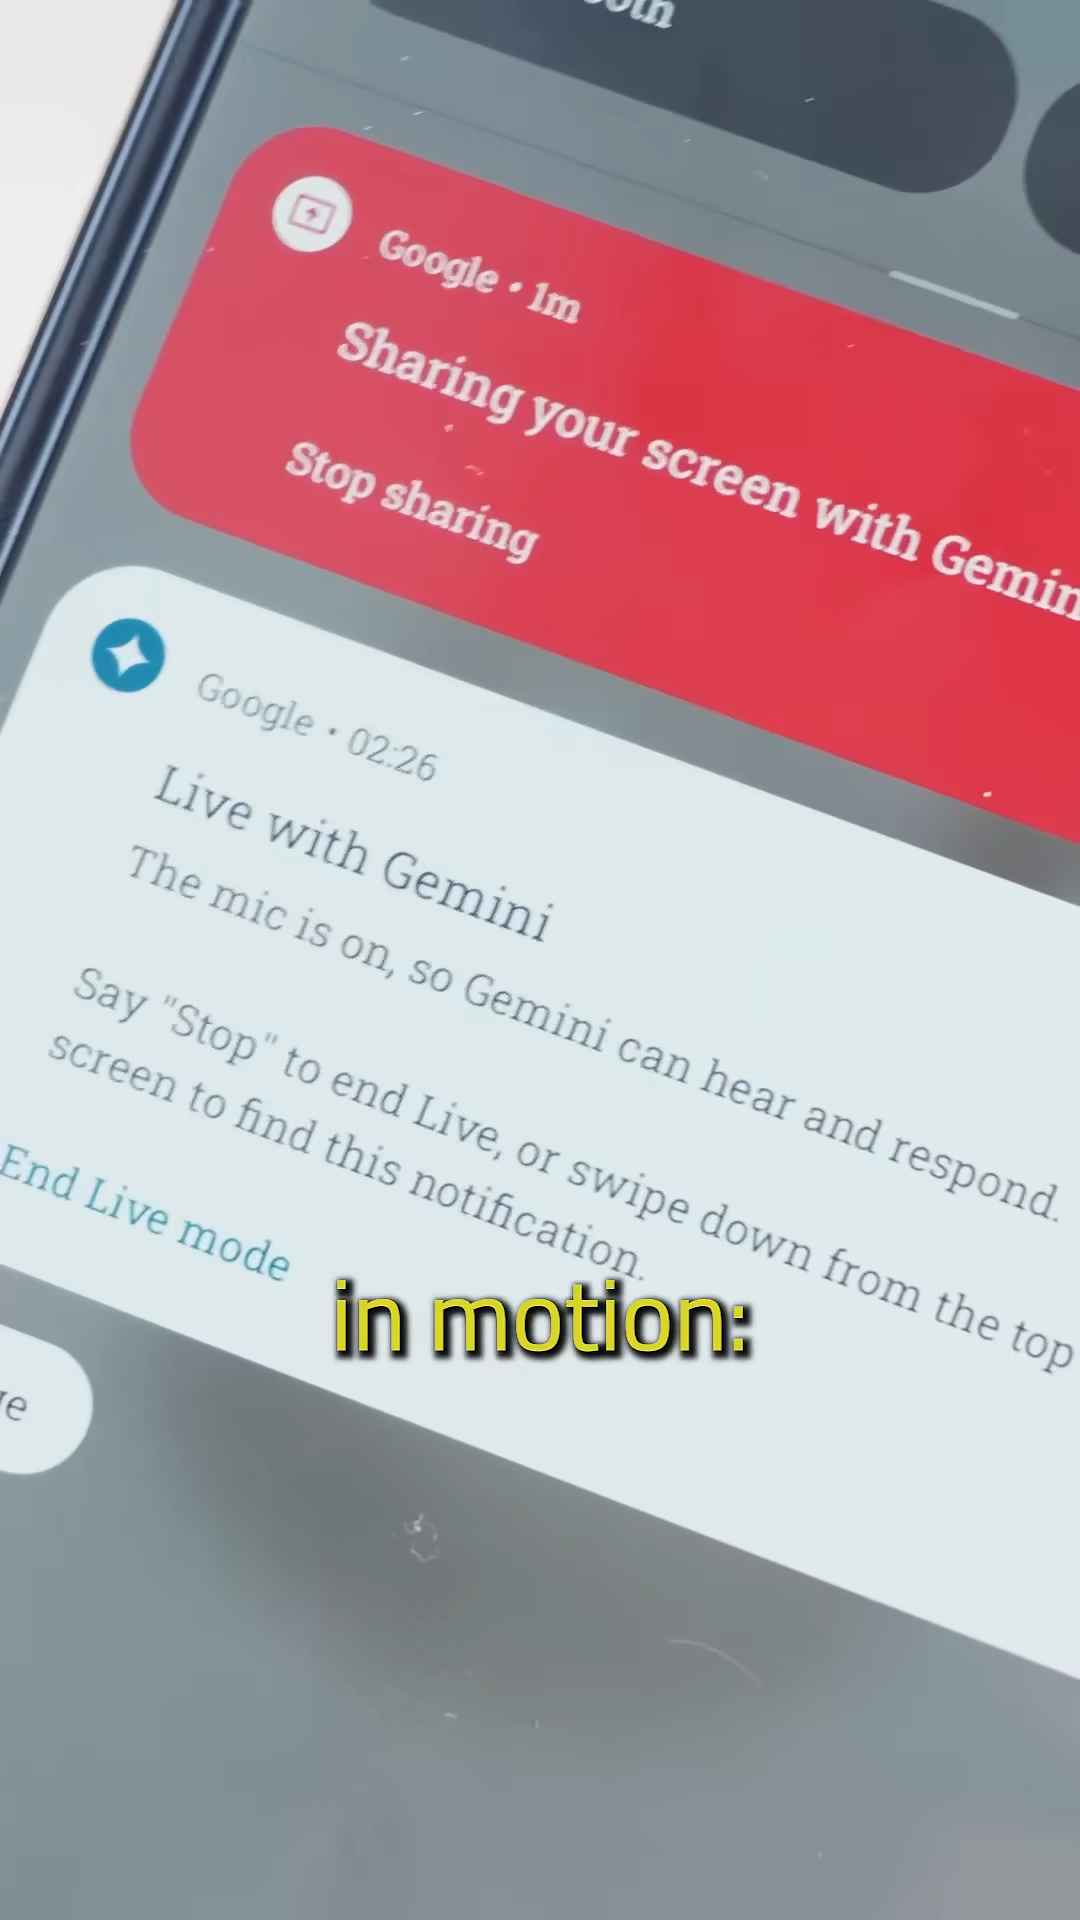 Google • 1m
Sharing your screen with
Stop sharing
Google • 02:26
Live with Gemini
The mic is on, so Gemini can hear and respond.
Say "Stop" to end Live, or swipe down from the top
screen to find this notification.
End Live mode
in motion: